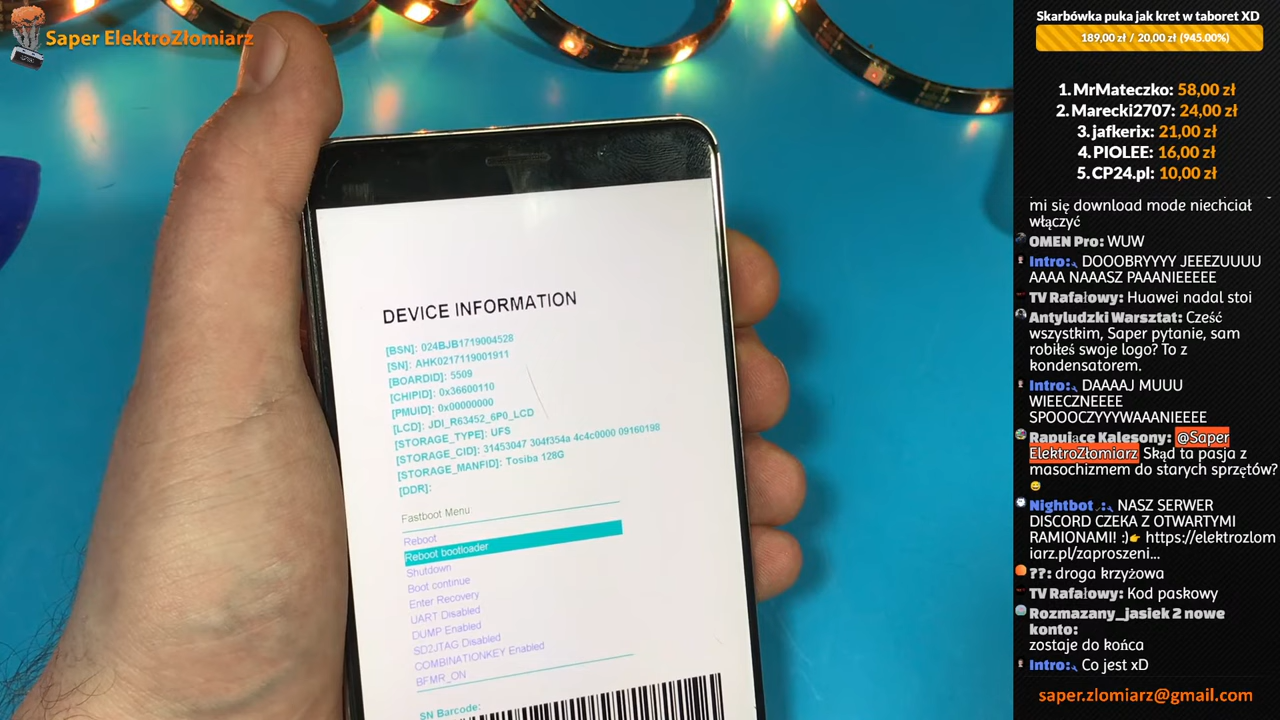 Saper ElektroZłomiarz
DEVICE INFORMATION
[BSN]: 024BJB1719004528
[SN]: AHK0217119001911
[BOARDID]: 5509
[CHIPID]: 0x36600110
[PMUID]: 0x00000000
[LCD]: JDI_R63452_6P0_LCD
[STORAGE_TYPE]: UFS
[STORAGE_CID]: 31453047 304f354a 4c4c0000 09160198
[STORAGE_MANFID]: Tosiba 128G
[DDR]:
Fastboot Menu
Reboot
Reboot bootloader
Shutdown
Boot continue
Enter Recovery
UART Disabled
DUMP Enabled
SD2JTAG Disabled
COMBINATIONKEY Enabled
BFMR_ON
SN Barcode:
Skarbówka puka jak kret w taboret XD
189,00 zł / 20,00 zł (945.00%)
1. MrMateczko: 58,00 zł
2. Marecki2707: 24,00 zł
3. jafkerix: 21,00 zł
4. PIOLEE: 16,00 zł
5. CP24.pl: 10,00 zł
mi się download mode niechciał
włączyć
OMEN Pro: WUW
Intro: DOOOBRYYYY JEEEZUUUU
AAAA NAAASZ PAAANIEEEEE
TV Rafałowy: Huawei nadal stoi
Antyludzki Warsztat: Cześć
wszystkim, Saper pytanie, sam
robiłeś swoje logo? To z
kondensatorem.
Intro: DAAAAJ MUUU
WIEECZNEEEE
SPOOOCZYYYWAAANIEEEE
Rapujące Kalesony: @Saper
ElektroZłomiarz Skąd ta pasja z
masochizmem do starych sprzętów?
😅
Nightbot : NASZ SERWER
DISCORD CZEKA Z OTWARTYMI
RAMIONAMI! :)👉 https://elektrozlom
iarz.pl/zaproszeni...
??: droga krzyżowa
TV Rafałowy: Kod paskowy
Rozmazany_jasiek 2 nowe
konto:
zostaje do końca
Intro: Co jest xD
saper.zlomiarz@gmail.com